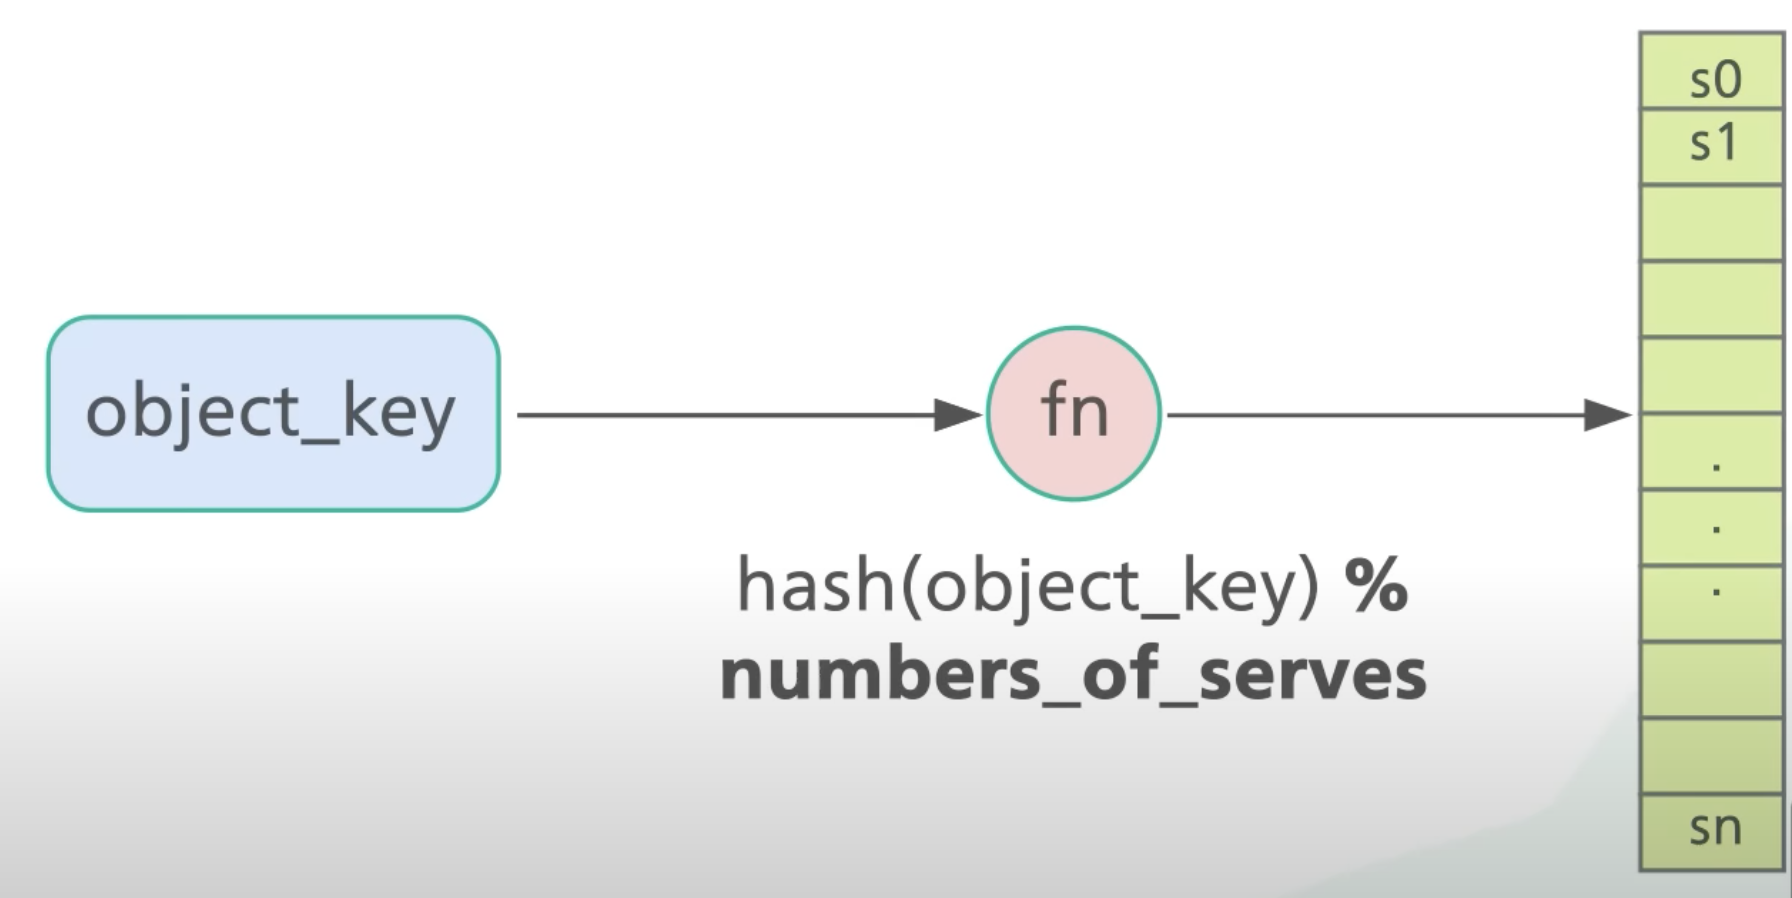 object_key
fn
hash(object_key) %
numbers_of_serves
s0
s1
.
.
.
sn